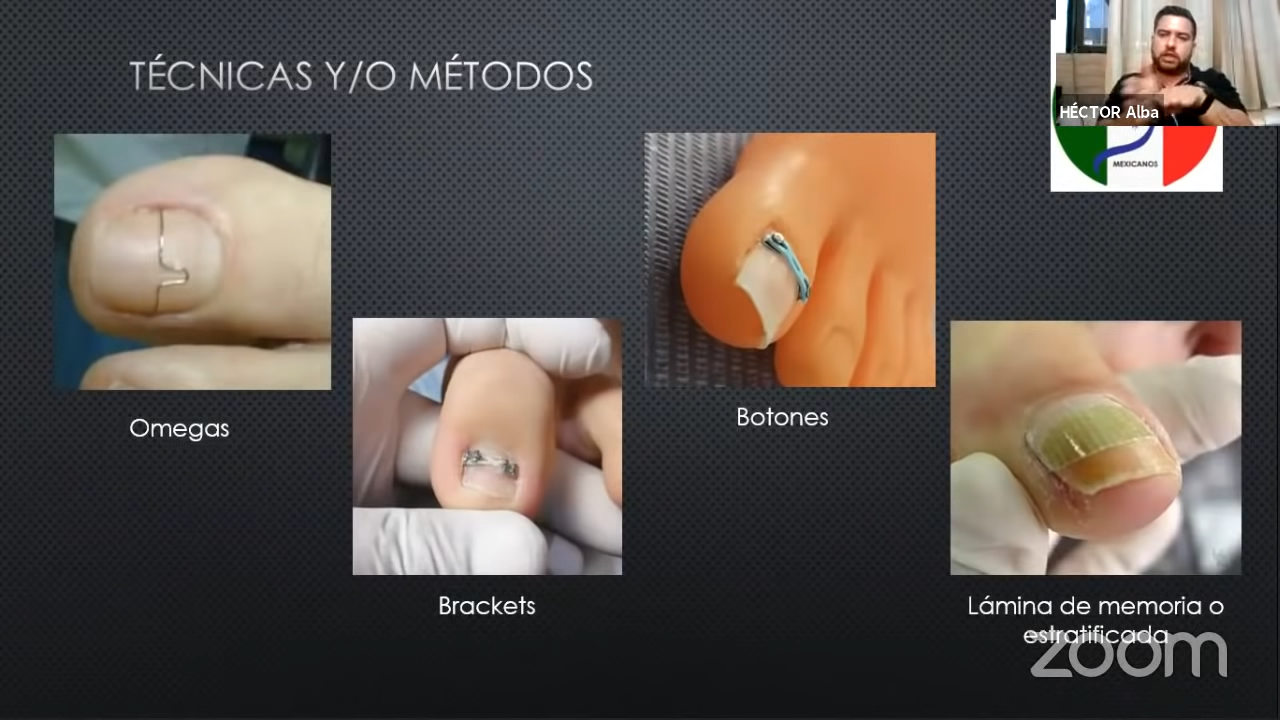 TÉCNICAS Y/O MÉTODOS
HÉCTOR Alba
MEXICANOS
Omegas
Botones
Brackets
Lámina de memoria o
estratificada
zoom